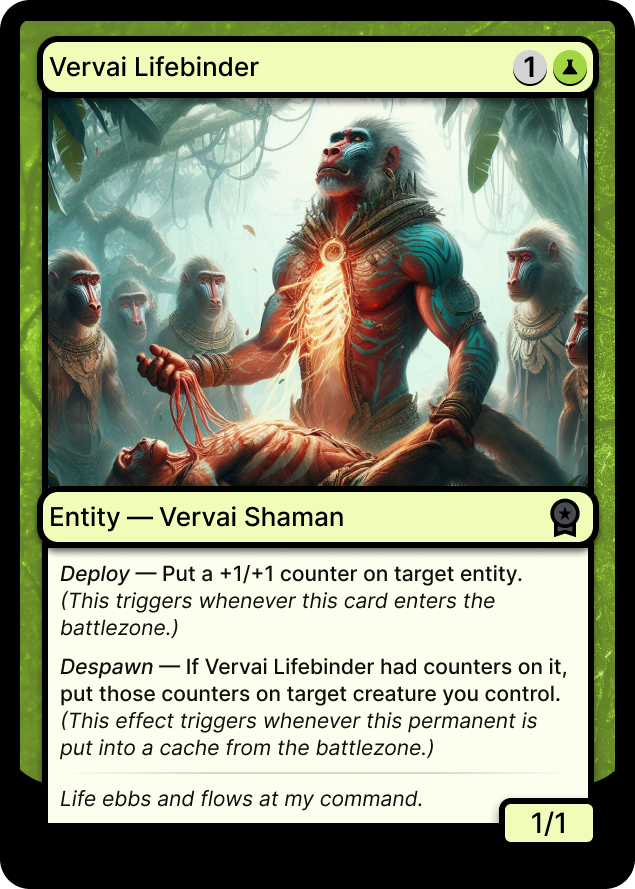 Vervai Lifebinder
1
Entity — Vervai Shaman
Deploy — Put a +1/+1 counter on target entity.
(This triggers whenever this card enters the
battlezone.)
Despawn — If Vervai Lifebinder had counters on it,
put those counters on target creature you control.
(This effect triggers whenever this permanent is
put into a cache from the battlezone.)
Life ebbs and flows at my command.
1/1